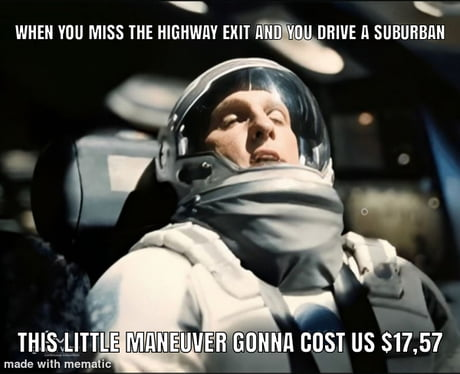 WHEN YOU MISS THE HIGHWAY EXIT AND YOU DRIVE A SUBURBAN
THIS LITTLE MANEUVER GONNA COST US $17,57
made with mematic